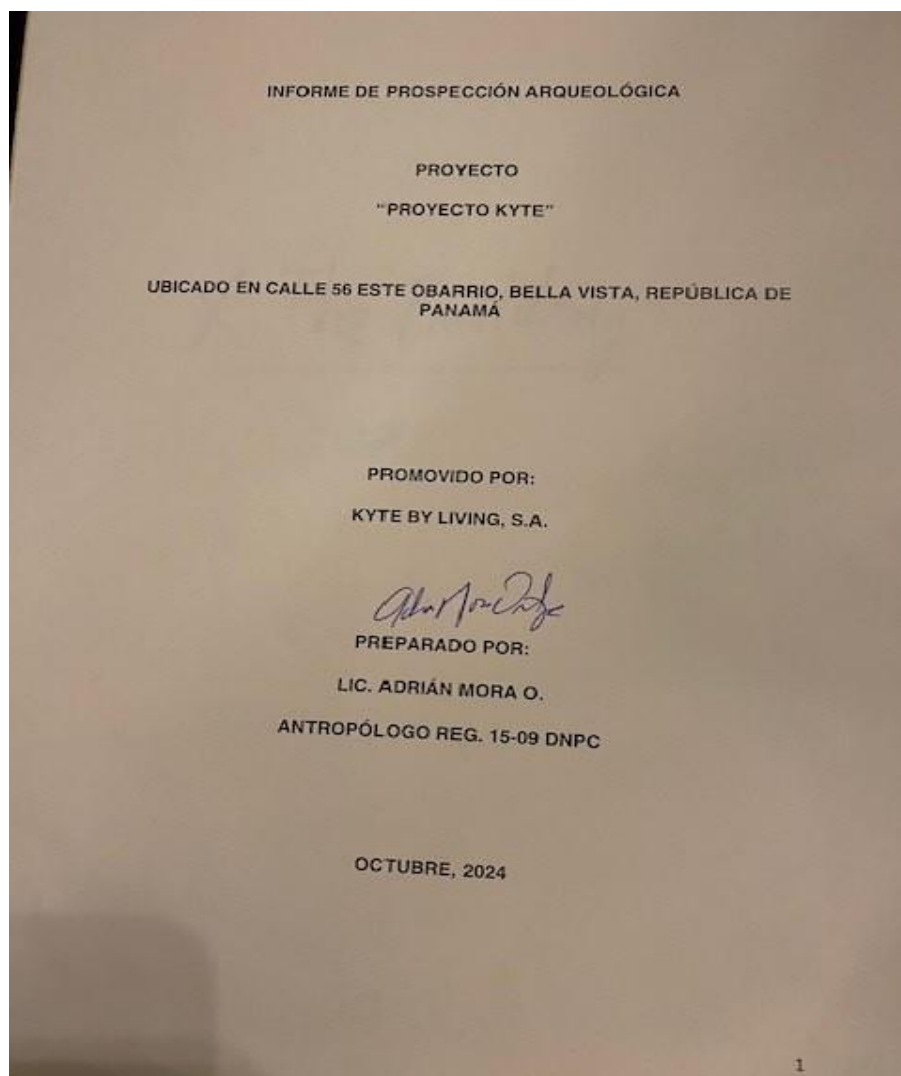 INFORME DE PROSPECCIÓN ARQUEOLÓGICA
PROYECTO
“PROYECTO KYTE”
UBICADO EN CALLE 56 ESTE OBARRIO, BELLA VISTA, REPÚBLICA DE
PANAMÁ
PROMOVIDO POR:
KYTE BY LIVING, S.A.
PREPARADO POR:
LIC. ADRIÁN MORA O.
ANTROPÓLOGO REG. 15-09 DNPC
OCTUBRE, 2024
1